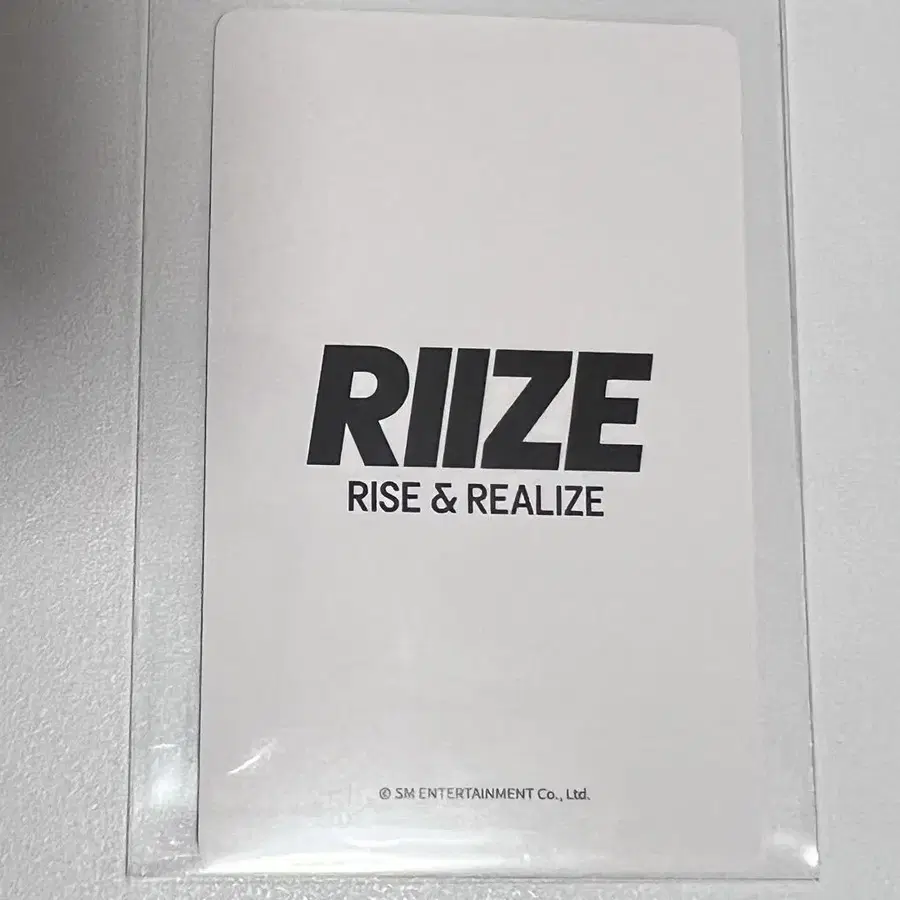 RIIZE
RISE & REALIZE
© SM ENTERTAINMENT Co., Ltd.